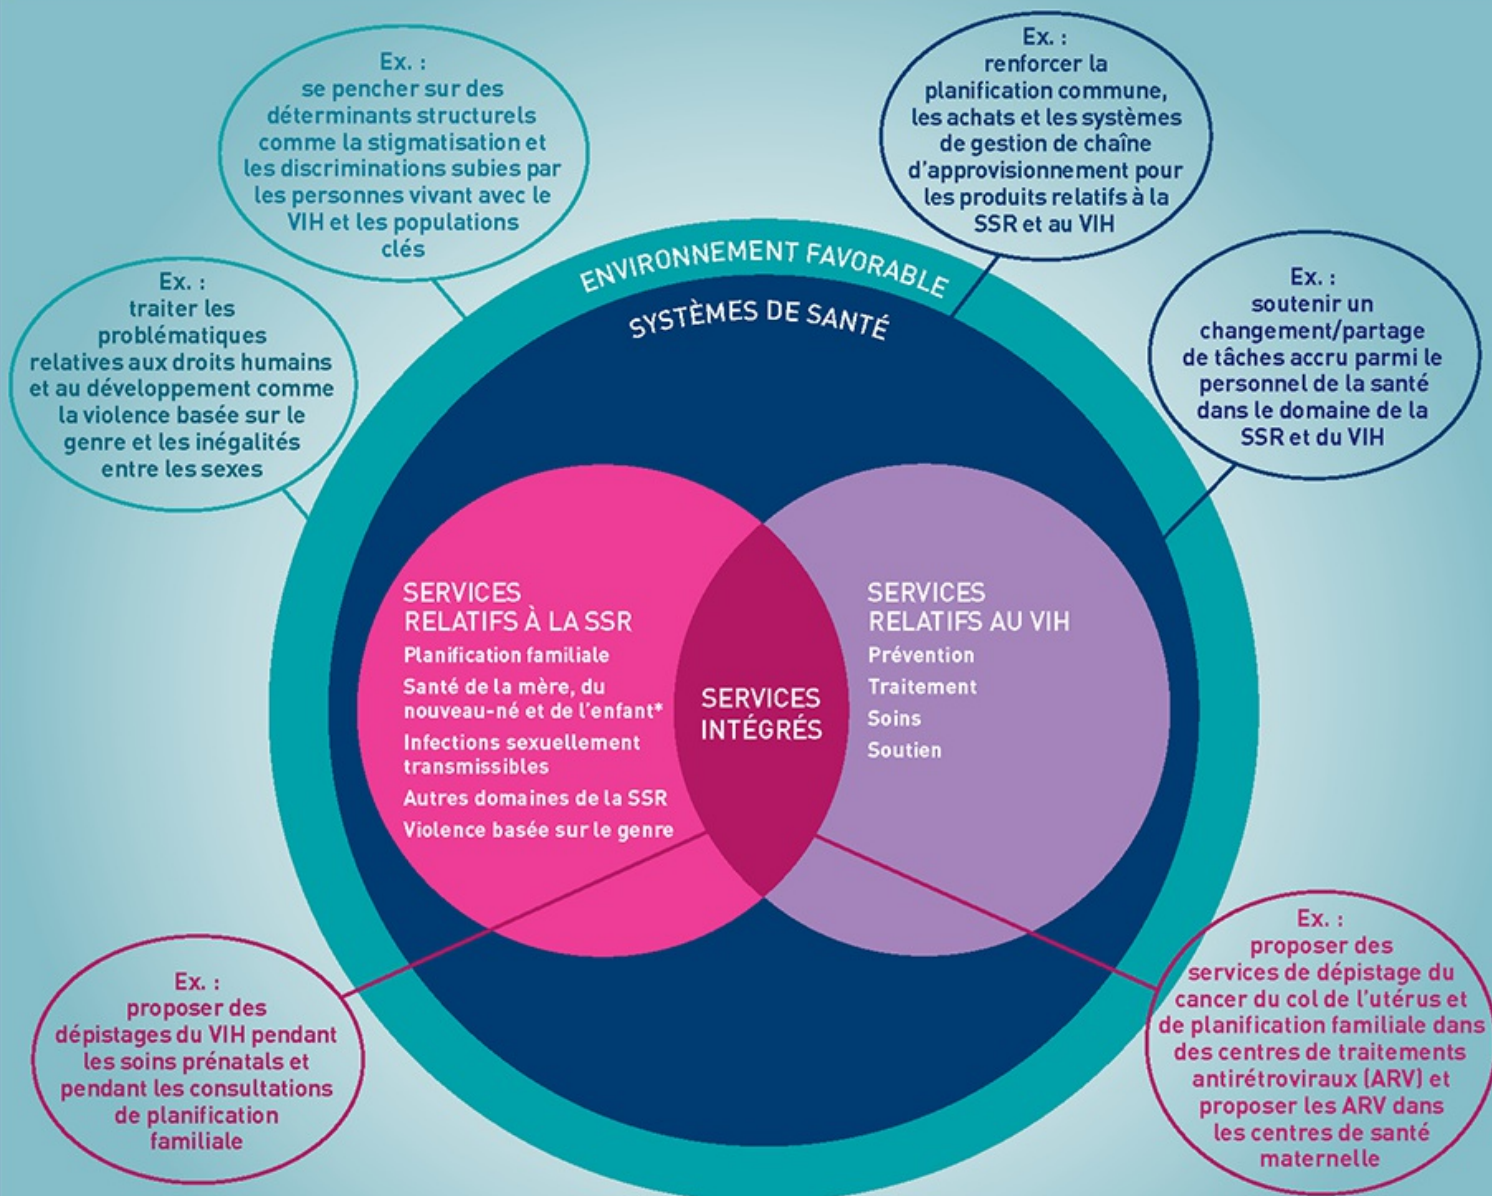 Ex. :
se pencher sur des
déterminants structurels
comme la stigmatisation et
les discriminations subies par
les personnes vivant avec le
VIH et les populations
clés
Ex. :
renforcer la
planification commune,
les achats et les systèmes
de gestion de chaîne
d’approvisionnement pour
les produits relatifs à la
SSR et au VIH
Ex. :
traiter les
problématiques
relatives aux droits humains
et au développement comme
la violence basée sur le
genre et les inégalités
entre les sexes
Ex. :
soutenir un
changement/partage
de tâches accru parmi le
personnel de la santé
dans le domaine de la
SSR et du VIH
ENVIRONNEMENT FAVORABLE
SYSTÈMES DE SANTÉ
SERVICES
RELATIFS À LA SSR
Planification familiale
Santé de la mère, du
nouveau-né et de l’enfant*
Infections sexuellement
transmissibles
Autres domaines de la SSR
Violence basée sur le genre
SERVICES
INTÉGRÉS
SERVICES
RELATIFS AU VIH
Prévention
Traitement
Soins
Soutien
Ex. :
proposer des
dépistages du VIH pendant
les soins prénatals et
pendant les consultations
de planification
familiale
Ex. :
proposer des
services de dépistage du
cancer du col de l’utérus et
de planification familiale dans
des centres de traitements
antirétroviraux (ARV) et
proposer les ARV dans
les centres de santé
maternelle